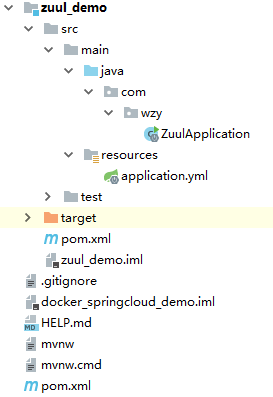 zuul_demo
src
main
java
com
wzy
ZuulApplication
resources
application.yml
test
target
pom.xml
zuul_demo.iml
.gitignore
docker_springcloud_demo.iml
HELP.md
mvnw
mvnw.cmd
pom.xml